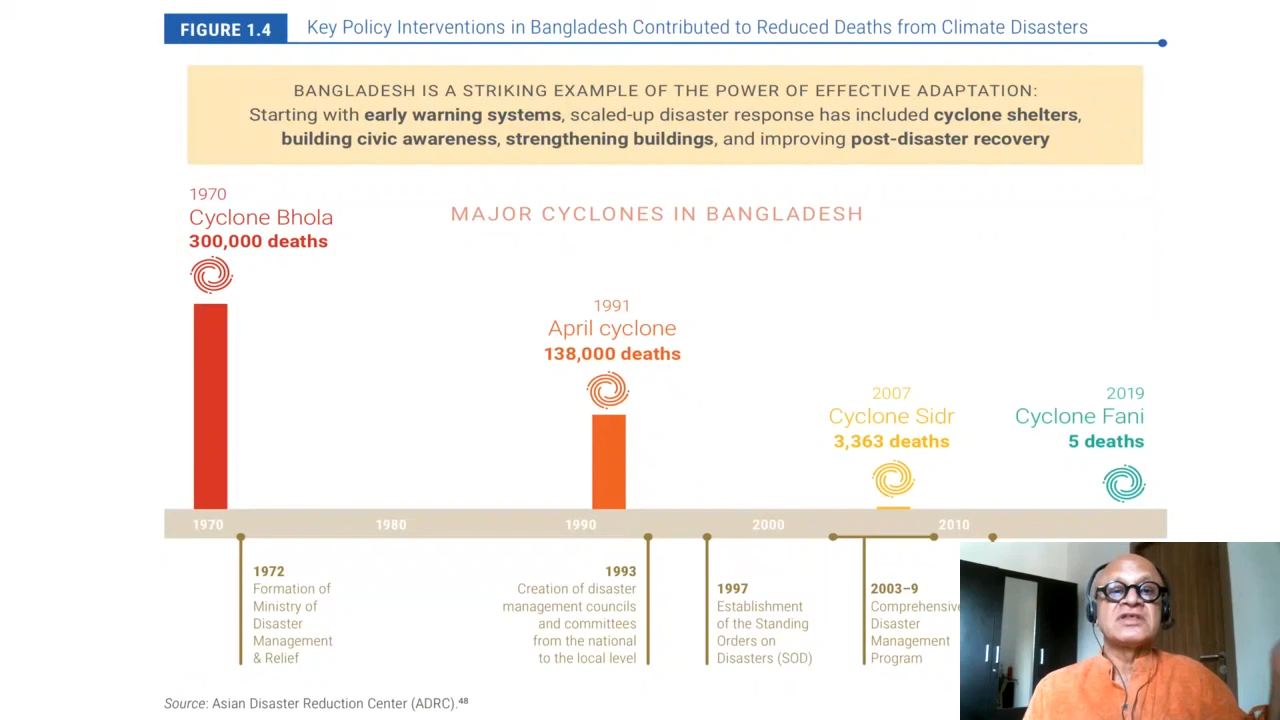 FIGURE 1.4
Key Policy Interventions in Bangladesh Contributed to Reduced Deaths from Climate Disasters
BANGLADESH IS A STRIKING EXAMPLE OF THE POWER OF EFFECTIVE ADAPTATION:
Starting with early warning systems, scaled-up disaster response has included cyclone shelters,
building civic awareness, strengthening buildings, and improving post-disaster recovery
MAJOR CYCLONES IN BANGLADESH
1970
Cyclone Bhola
300,000 deaths
1991
April cyclone
138,000 deaths
2007
Cyclone Sidr
3,363 deaths
2019
Cyclone Fani
5 deaths
1970
1980
1990
2000
2010
1972
Formation of
Ministry of
Disaster
Management
& Relief
1993
Creation of disaster
management councils
and committees
from the national
to the local level
1997
Establishment
of the Standing
Orders on
Disasters (SOD)
2003–9
Comprehensive
Disaster
Management
Program
Source: Asian Disaster Reduction Center (ADRC).48